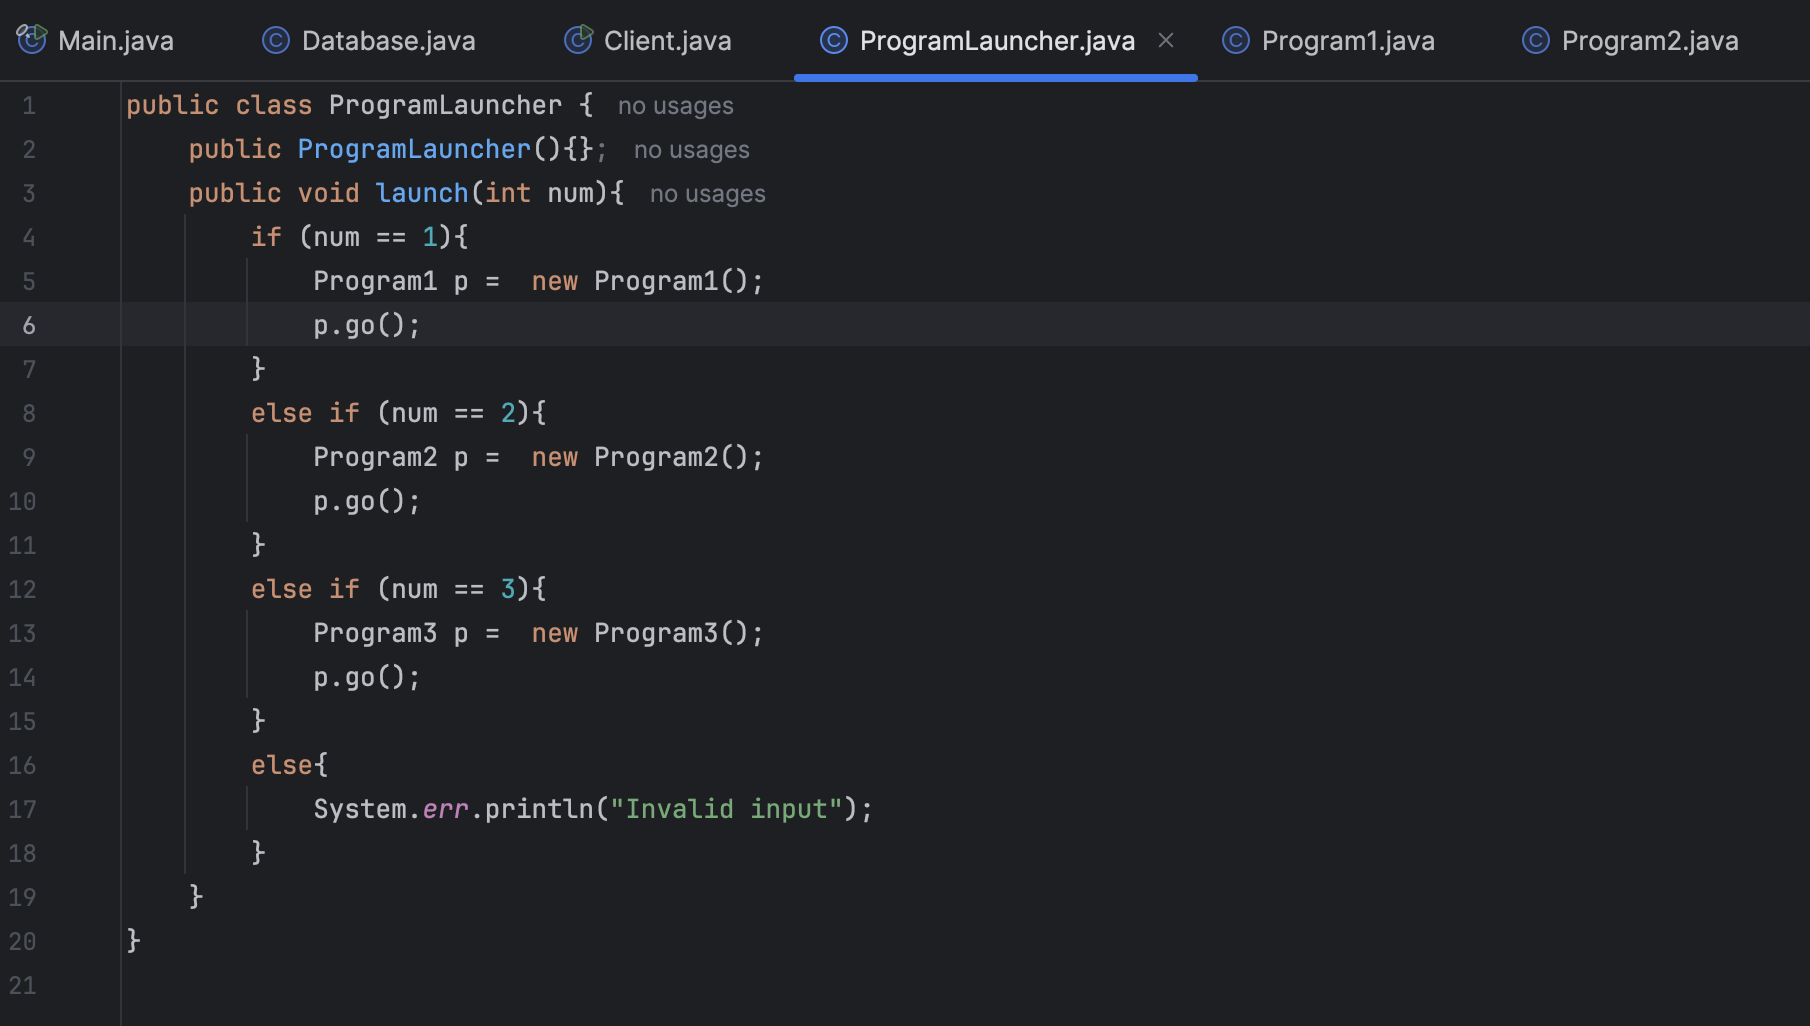 Main.java Database.java Client.java ProgramLauncher.java Program1.java Program2.java
1 public class ProgramLauncher { no usages
2     public ProgramLauncher(){}; no usages
3     public void launch(int num){ no usages
4         if (num == 1){
5             Program1 p =  new Program1();
6             p.go();
7         }
8         else if (num == 2){
9             Program2 p =  new Program2();
10             p.go();
11         }
12         else if (num == 3){
13             Program3 p =  new Program3();
14             p.go();
15         }
16         else{
17             System.err.println("Invalid input");
18         }
19     }
20 }
21